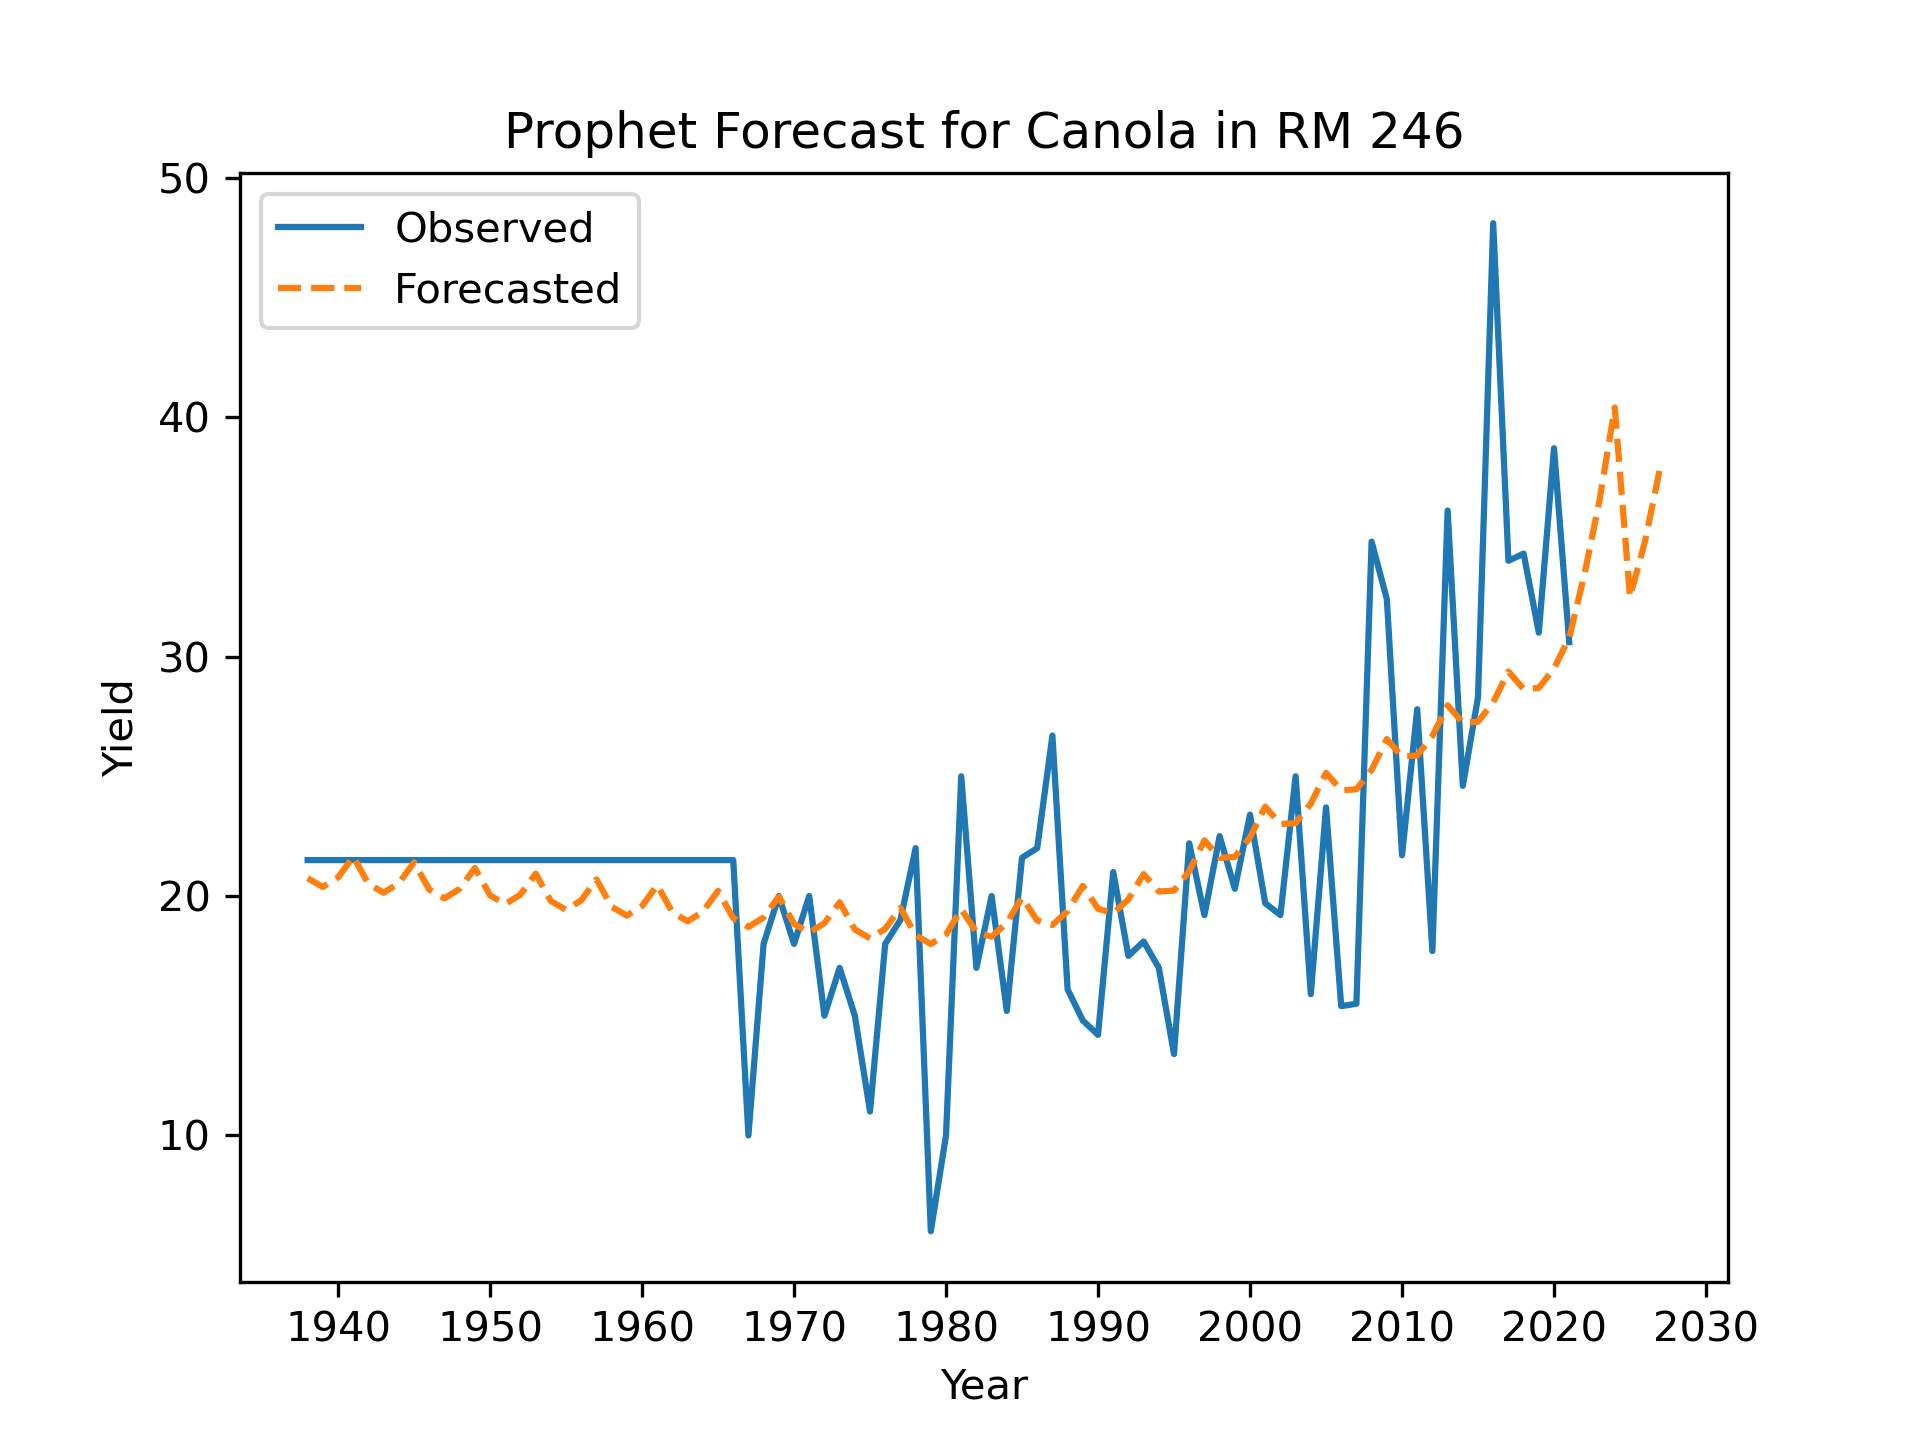 Prophet Forecast for Canola in RM 246
50
40
30
20
10
Yield
Observed
Forecasted
1940 1950 1960 1970 1980 1990 2000 2010 2020 2030
Year